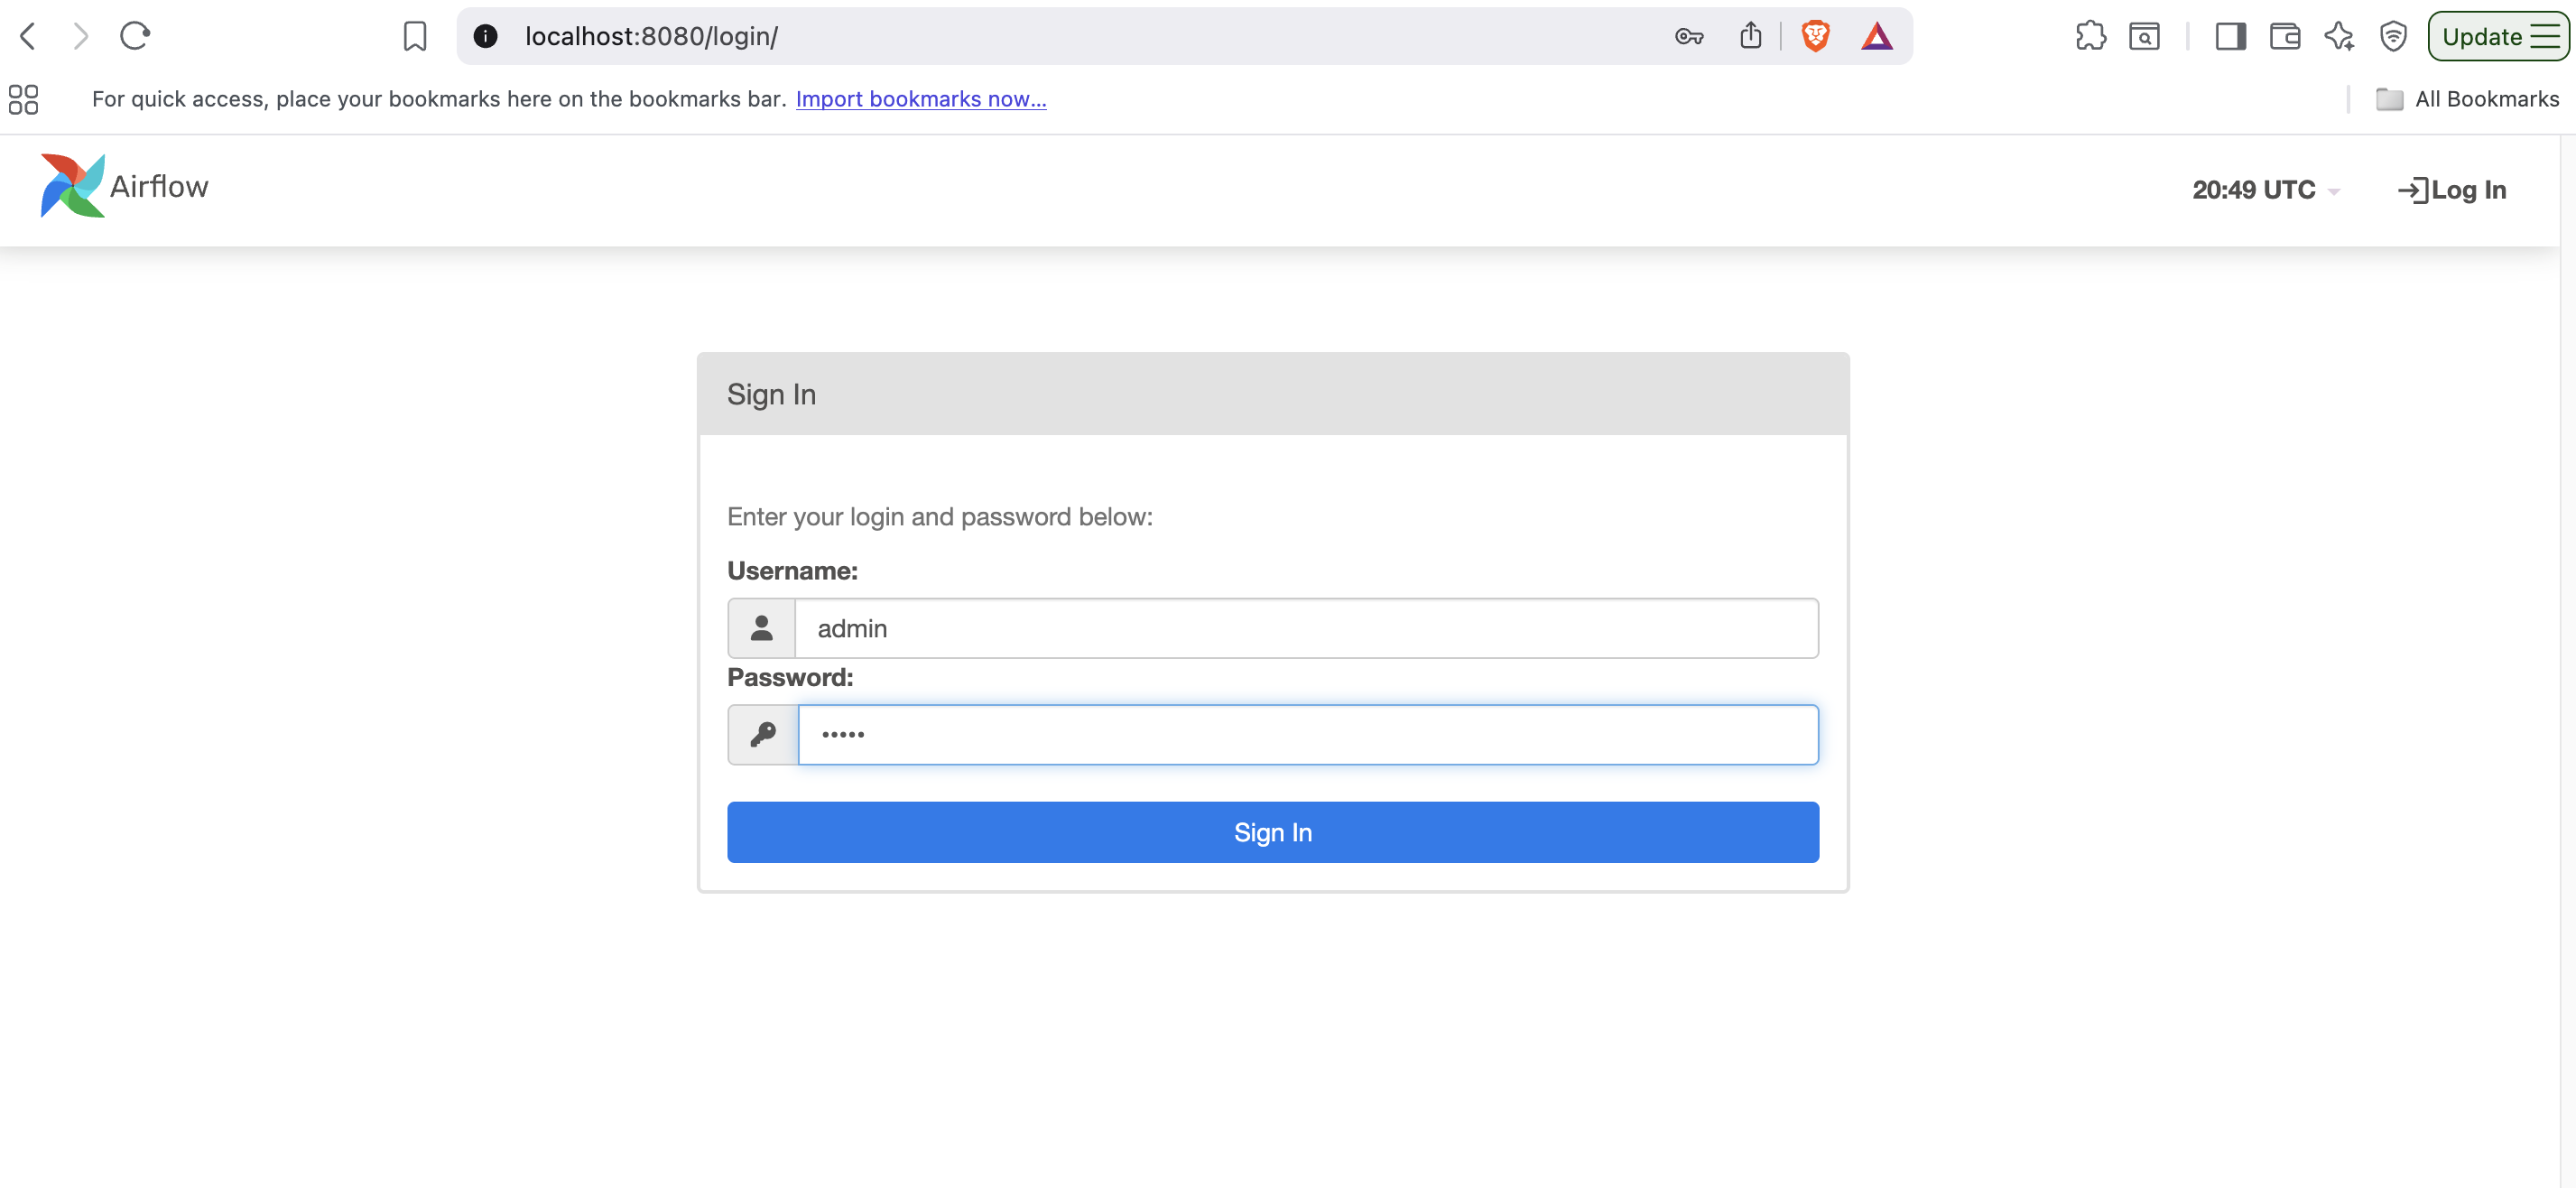 localhost:8080/login/
Update
For quick access, place your bookmarks here on the bookmarks bar. Import bookmarks now...
All Bookmarks
Airflow
20:49 UTC
Log In
Sign In
Enter your login and password below:
Username:
admin
Password:
•••••
Sign In